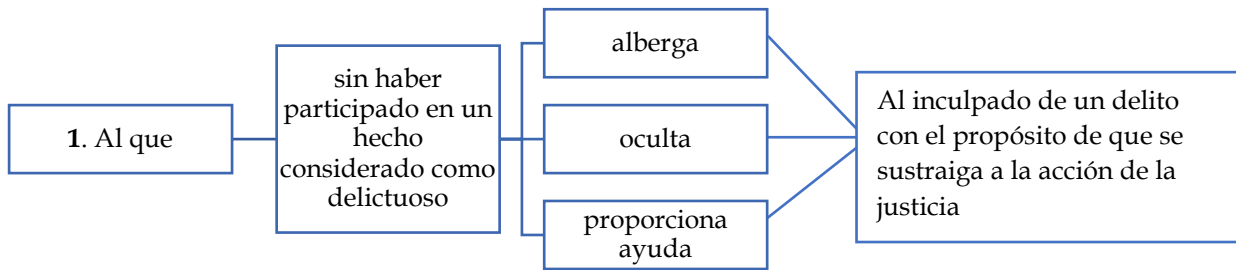 1. Al que
sin haber
participado en un
hecho
considerado como
delictuoso
alberga
oculta
proporciona
ayuda
Al inculpado de un delito
con el propósito de que se
sustraiga a la acción de la
justicia